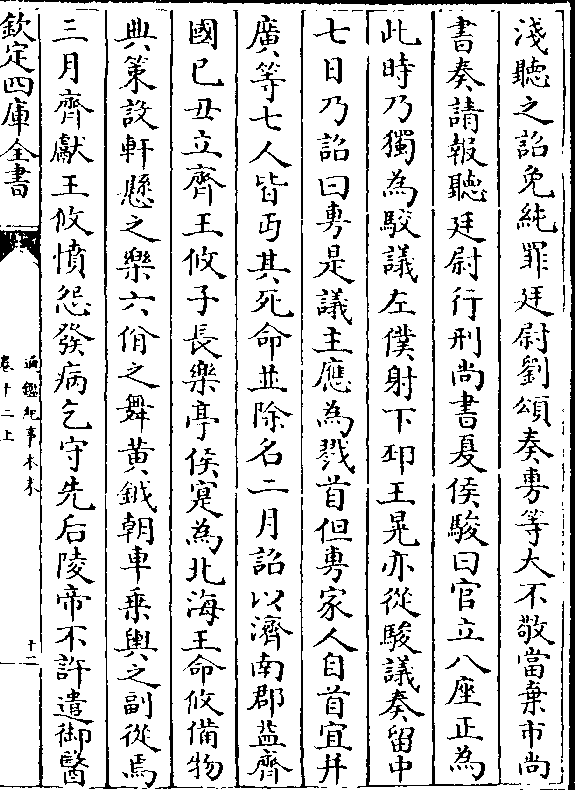 淺聽之詔免純罪廷尉劉頌奏旉等大不敬當棄市尚
書奏請報聽廷尉行刑尚書夏侯駿曰官立八座正為
此時乃獨為駮議左僕射下邳王晃亦從駿議奏留中
七日乃詔曰旉是議主應為戮首但旉家人自首宜并
廣等七人皆丐其死命並除名二月詔以濟南郡益齊
國己丑立齊王攸子長樂亭侯寔為北海王命攸備物
典策設軒懸之樂六佾之舞黃鉞朝車乗輿之副從焉
三月齊獻王攸憤怨發病乞守先后陵帝不許遣御醫
欽定四庫全書
通鑑紀事本末
卷十二上
十二